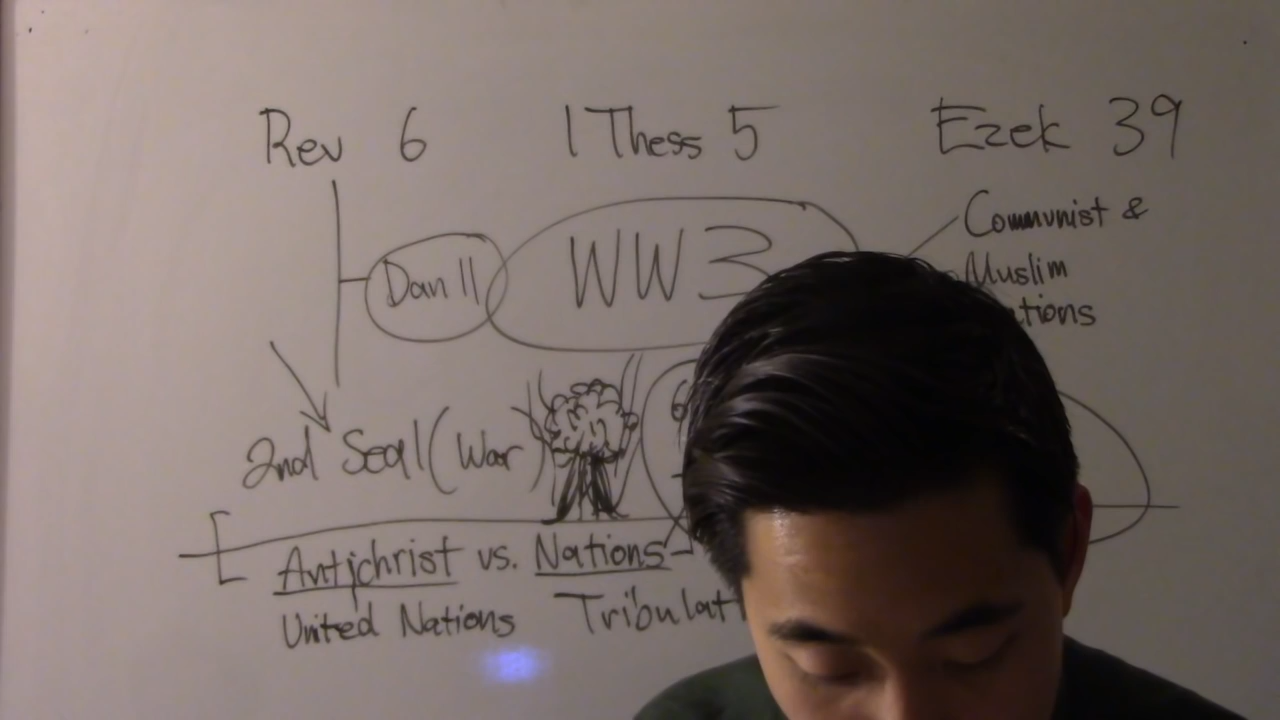 Rev 6 1 Thess 5 Ezek 39
Communist &
Dan 11 WW3 Muslim
2nd Seal (War)
Antichrist vs. Nations
United Nations